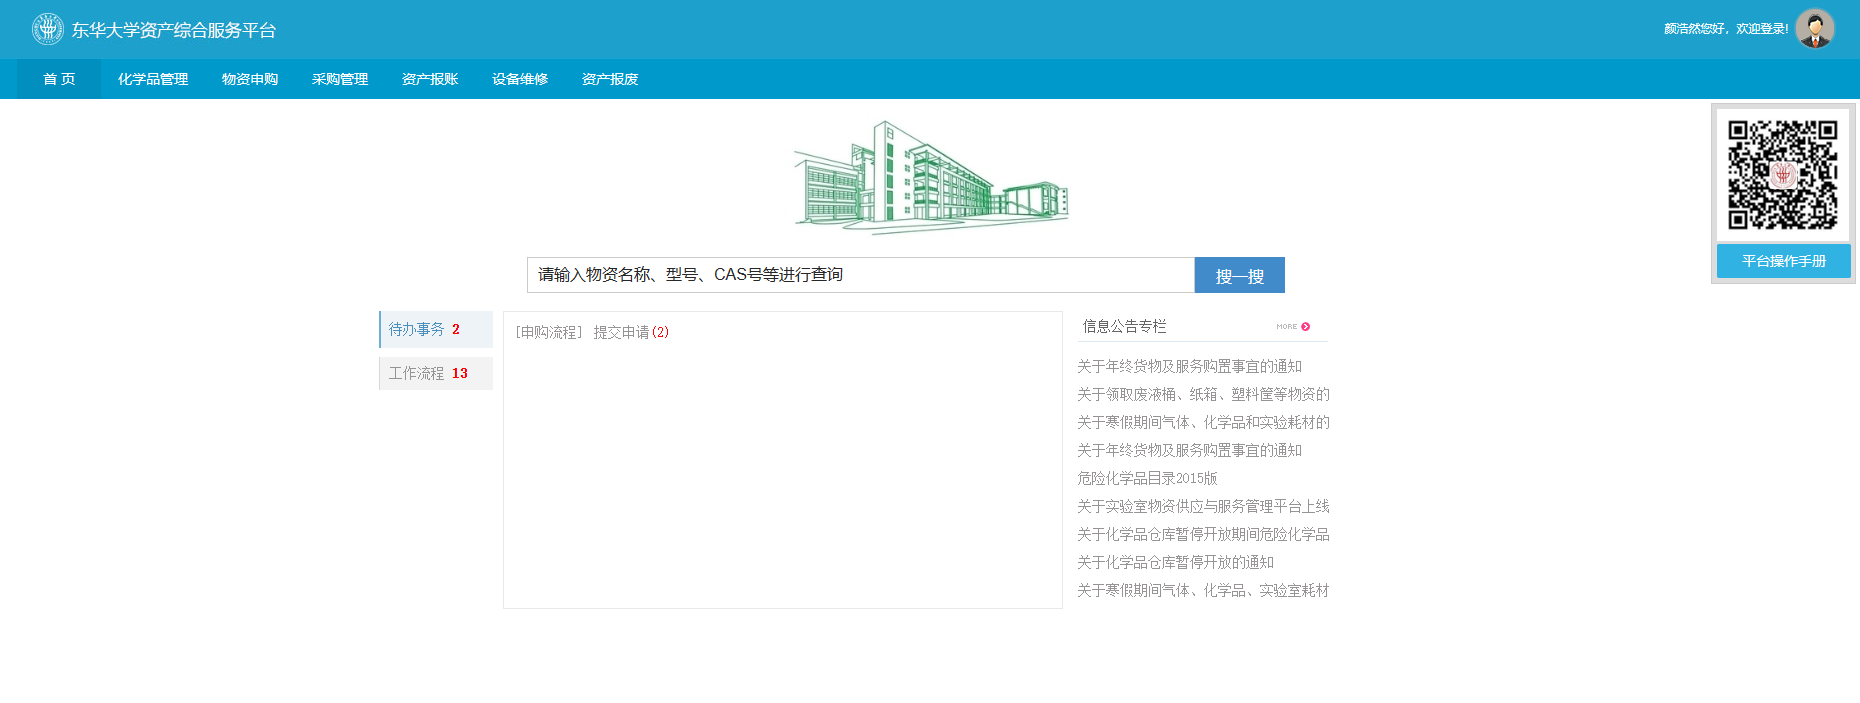 东华大学资产综合服务平台
颜浩然您好，欢迎登录!
首 页 化学品管理 物资申购 采购管理 资产报账 设备维修 资产报废
平台操作手册
请输入物资名称、型号、CAS号等进行查询 搜一搜
待办事务 2
工作流程 13
[申购流程] 提交申请(2)
信息公告专栏 MORE
关于年终货物及服务购置事宜的通知
关于领取废液桶、纸箱、塑料筐等物资的
关于寒假期间气体、化学品和实验耗材的
关于年终货物及服务购置事宜的通知
危险化学品目录2015版
关于实验室物资供应与服务管理平台上线
关于化学品仓库暂停开放期间危险化学品
关于化学品仓库暂停开放的通知
关于寒假期间气体、化学品、实验室耗材